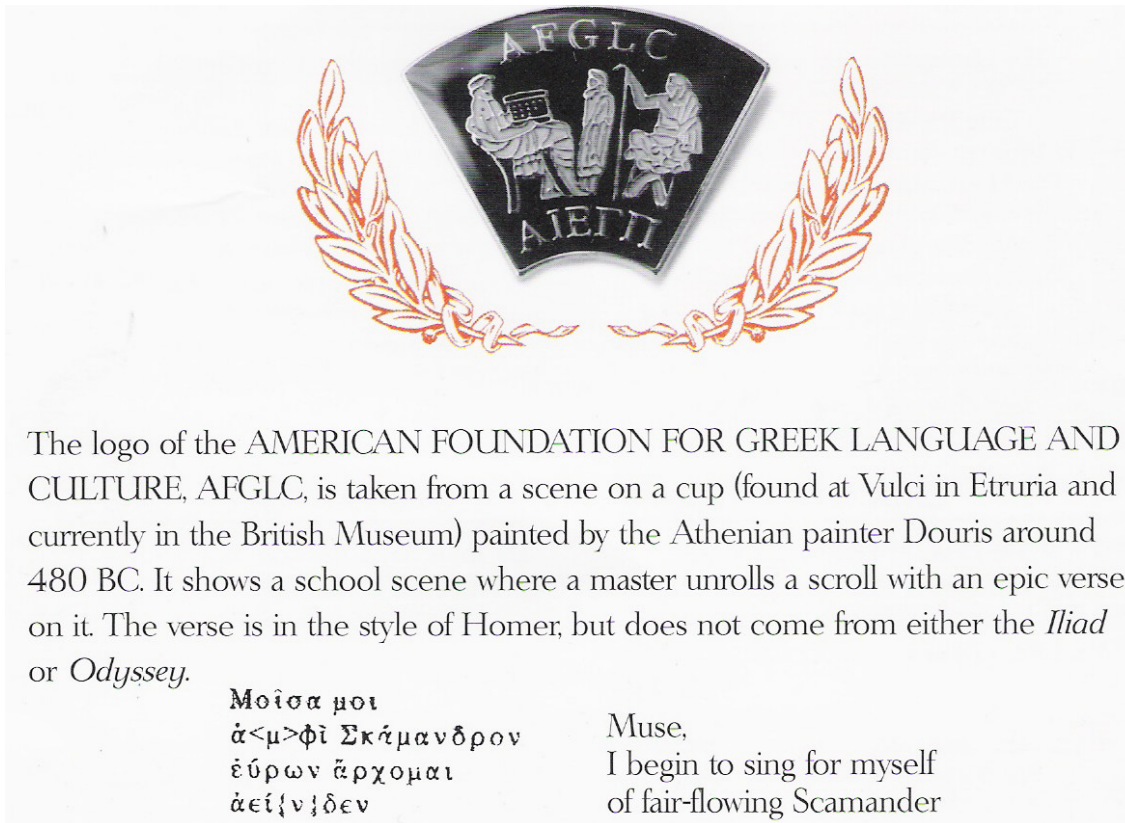 AFGLC
ΑΙΕΓΠ
The logo of the AMERICAN FOUNDATION FOR GREEK LANGUAGE AND
CULTURE, AFGLC, is taken from a scene on a cup (found at Vulci in Etruria and
currently in the British Museum) painted by the Athenian painter Douris around
480 BC. It shows a school scene where a master unrolls a scroll with an epic verse
on it. The verse is in the style of Homer, but does not come from either the Iliad
or Odyssey.
Μοῖσα μοι
ἀ<μ>φὶ Σκάμανδρον
ἐύρων ἄρχομαι
ἀεί{ν}δεν
Muse,
I begin to sing for myself
of fair-flowing Scamander